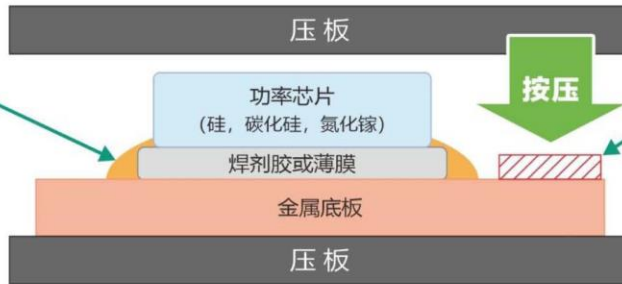 压板
功率芯片
(硅，碳化硅，氮化镓)
按压
焊剂胶或薄膜
金属底板
压板